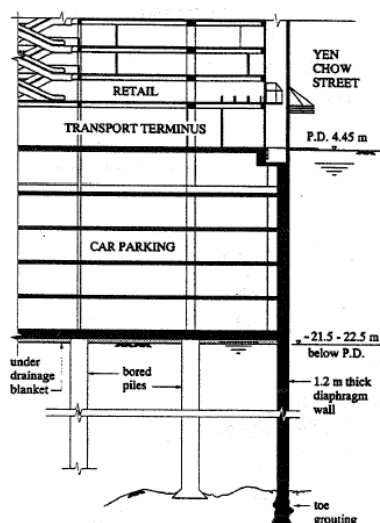 YEN
CHOW
STREET
RETAIL
TRANSPORT TERMINUS
P.D. 4.45 m
CAR PARKING
~21.5 - 22.5 m
below P.D.
under
drainage
blanket
bored
piles
1.2 m thick
diaphragm
wall
toe
grouting